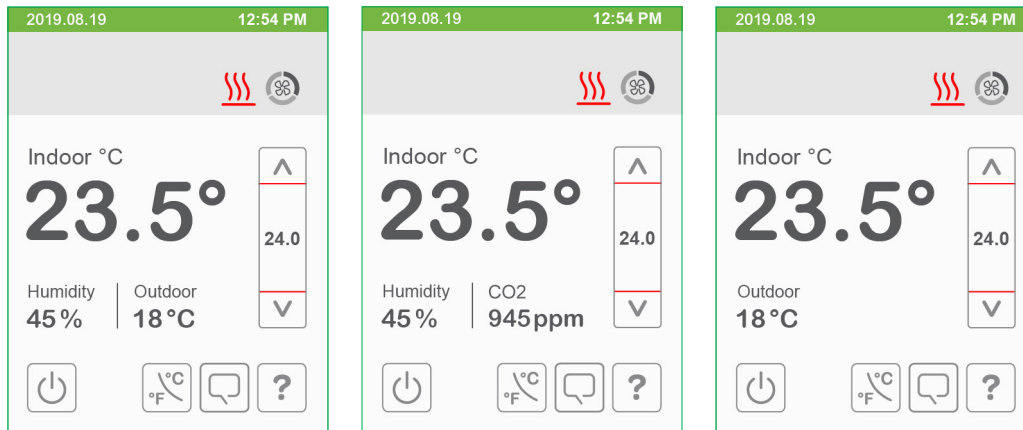 2019.08.19 12:54 PM
Indoor °C
23.5°
24.0
Humidity Outdoor
45% 18°C
°C
°F
?
2019.08.19 12:54 PM
Indoor °C
23.5°
24.0
Humidity CO2
45% 945ppm
°C
°F
?
2019.08.19 12:54 PM
Indoor °C
23.5°
24.0
Outdoor
18°C
°C
°F
?